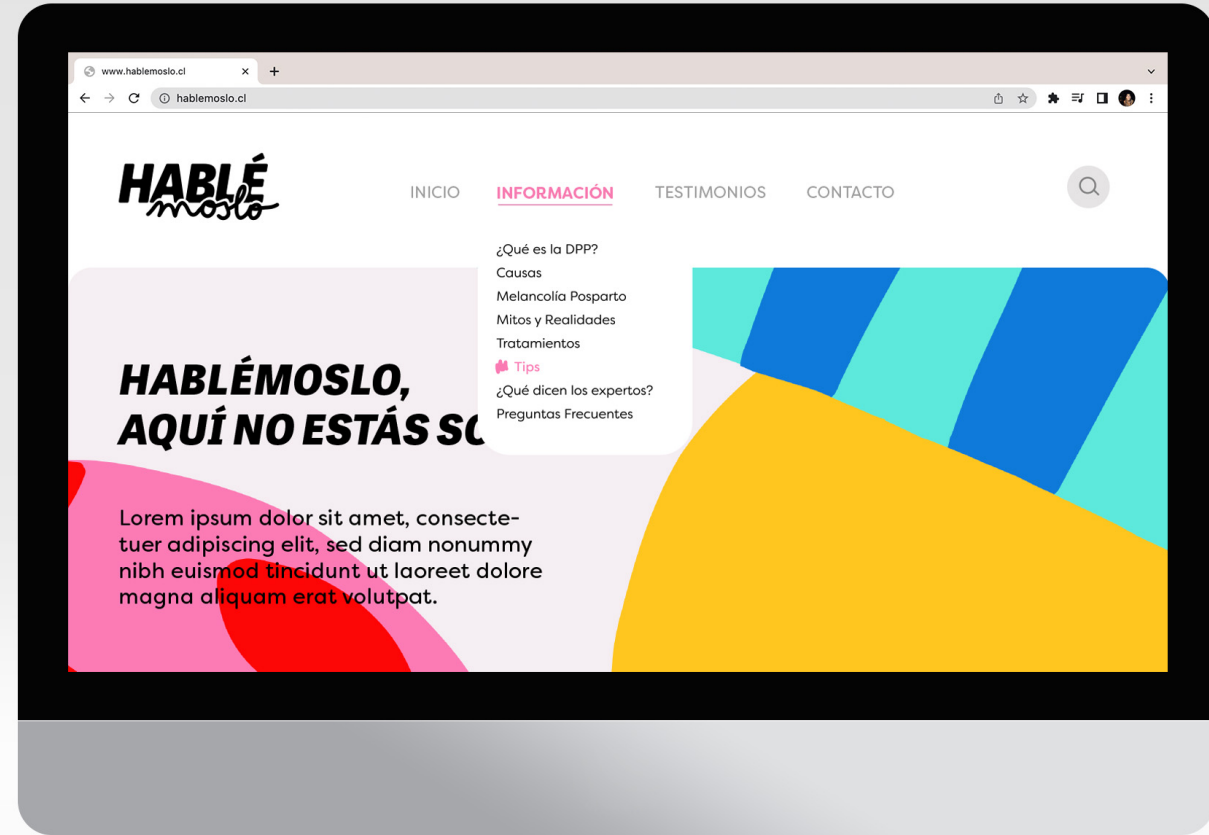 www.hablemoslo.cl
hablemoslo.cl
HABLÉ
moslo
INICIO INFORMACIÓN TESTIMONIOS CONTACTO
¿Qué es la DPP?
Causas
Melancolía Posparto
Mitos y Realidades
Tratamientos
Tips
¿Qué dicen los expertos?
Preguntas Frecuentes
HABLÉMOSLO,
AQUÍ NO ESTÁS
Lorem ipsum dolor sit amet, consecte-
tuer adipiscing elit, sed diam nonummy
nibh euismod tincidunt ut laoreet dolore
magna aliquam erat volutpat.